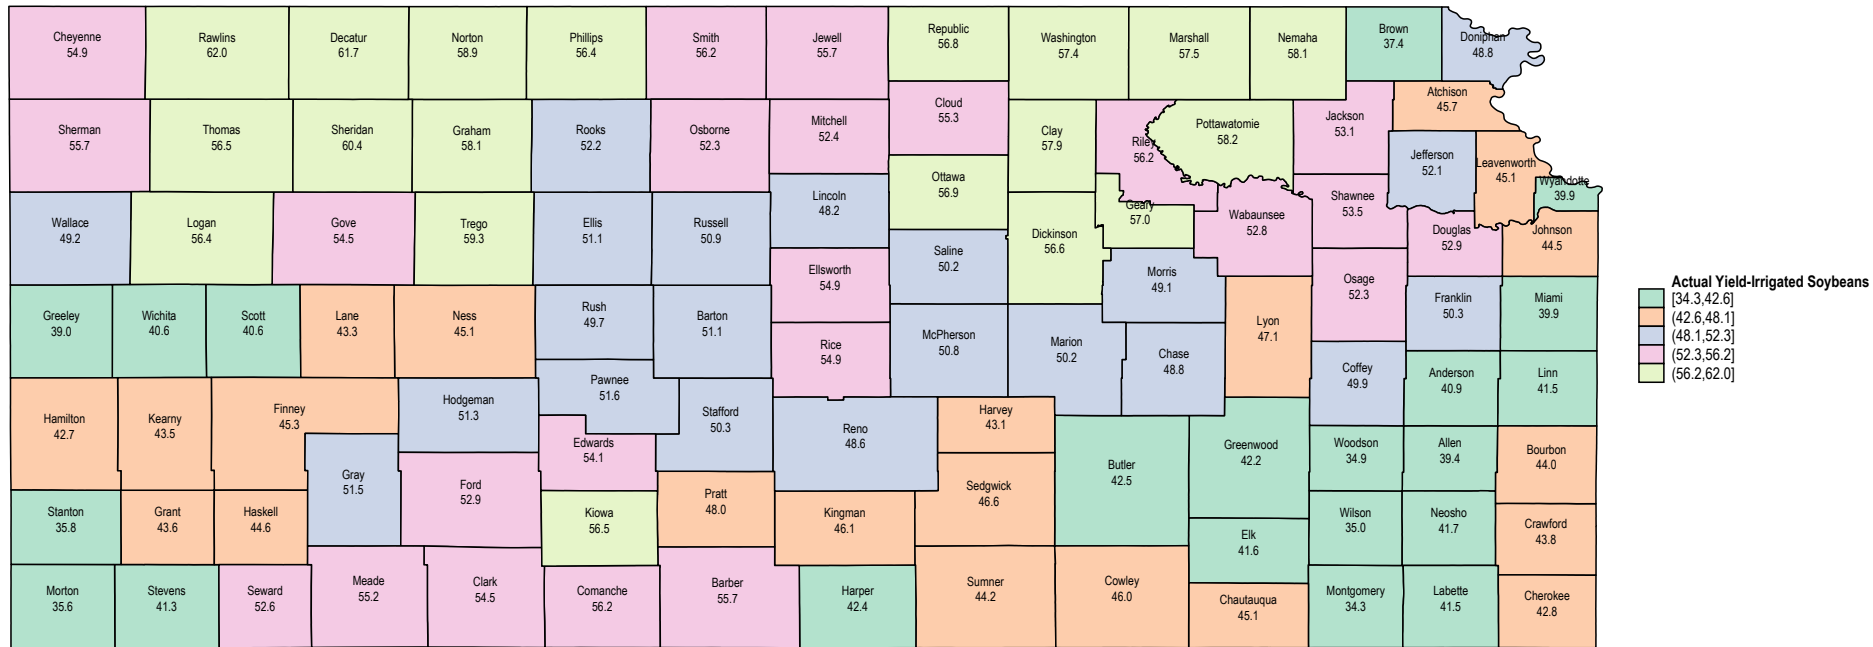 Cheyenne
54.9
Rawlins
62.0
Decatur
61.7
Norton
58.9
Phillips
56.4
Smith
56.2
Jewell
55.7
Republic
56.8
Washington
57.4
Marshall
57.5
Nemaha
58.1
Brown
37.4
Doniphan
48.8
Sherman
55.7
Thomas
56.5
Sheridan
60.4
Graham
58.1
Rooks
52.2
Osborne
52.3
Mitchell
52.4
Cloud
55.3
Clay
57.9
Riley
56.2
Pottawatomie
58.2
Jackson
53.1
Atchison
45.7
Jefferson
52.1
Leavenworth
45.1
Wyandotte
39.9
Wallace
49.2
Logan
56.4
Gove
54.5
Trego
59.3
Ellis
51.1
Russell
50.9
Lincoln
48.2
Ottawa
56.9
Saline
50.2
Dickinson
56.6
Geary
57.0
Wabaunsee
52.8
Shawnee
53.5
Douglas
52.9
Johnson
44.5
Greeley
39.0
Wichita
40.6
Scott
40.6
Lane
43.3
Ness
45.1
Rush
49.7
Barton
51.1
Ellsworth
54.9
Rice
54.9
McPherson
50.8
Marion
50.2
Morris
49.1
Chase
48.8
Lyon
47.1
Osage
52.3
Franklin
50.3
Miami
39.9
Hamilton
42.7
Kearny
43.5
Finney
45.3
Hodgeman
51.3
Pawnee
51.6
Stafford
50.3
Edwards
54.1
Reno
48.6
Harvey
43.1
Coffey
49.9
Anderson
40.9
Linn
41.5
Gray
51.5
Ford
52.9
Kiowa
56.5
Pratt
48.0
Kingman
46.1
Sedgwick
46.6
Butler
42.5
Greenwood
42.2
Woodson
34.9
Allen
39.4
Bourbon
44.0
Stanton
35.8
Grant
43.6
Haskell
44.6
Elk
41.6
Wilson
35.0
Neosho
41.7
Crawford
43.8
Morton
35.6
Stevens
41.3
Seward
52.6
Meade
55.2
Clark
54.5
Comanche
56.2
Barber
55.7
Harper
42.4
Sumner
44.2
Cowley
46.0
Chautauqua
45.1
Montgomery
34.3
Labette
41.5
Cherokee
42.8
Actual Yield-Irrigated Soybeans
[34.3,42.6]
(42.6,48.1]
(48.1,52.3]
(52.3,56.2]
(56.2,62.0]